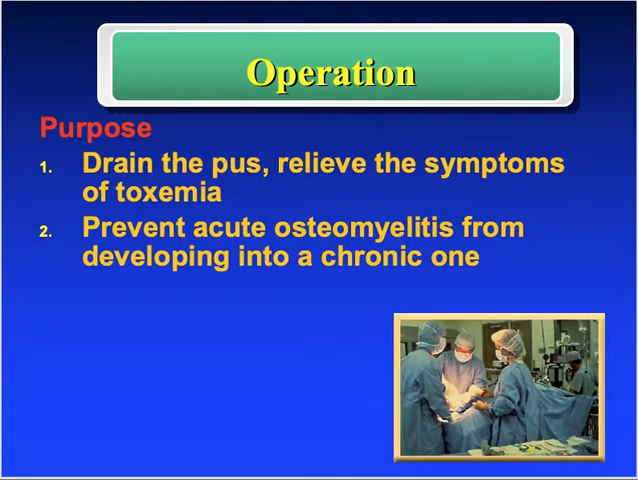 Operation
Purpose
1. Drain the pus, relieve the symptoms
of toxemia
2. Prevent acute osteomyelitis from
developing into a chronic one